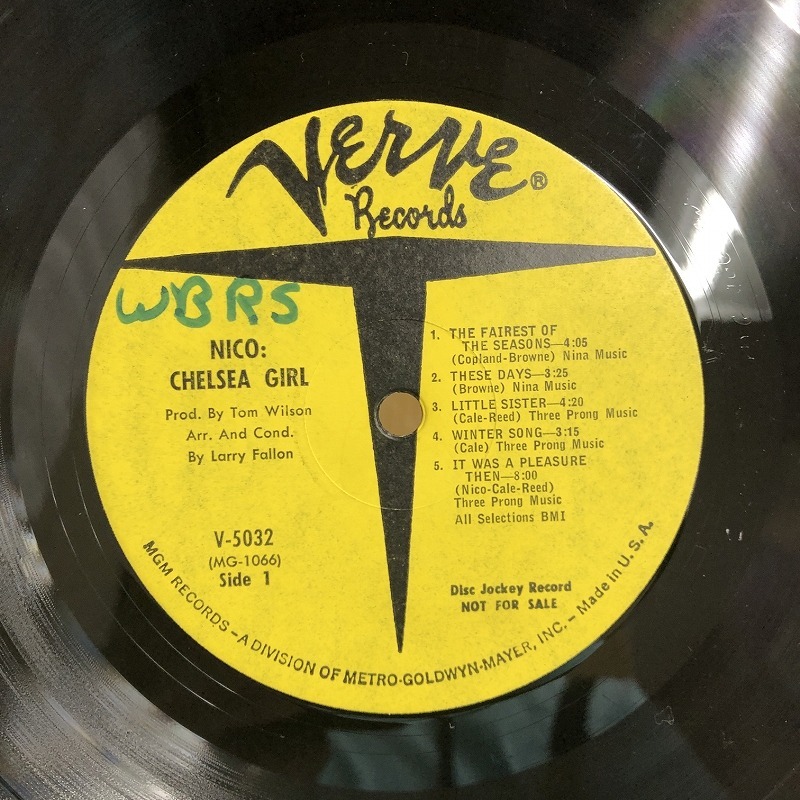 VERVE ®
Records
WBRS
NICO:
CHELSEA GIRL
Prod. By Tom Wilson
Arr. And Cond.
By Larry Fallon
V-5032
(MG-1066)
Side 1
1. THE FAIREST OF
THE SEASONS—4:05
(Copland-Browne) Nina Music
2. THESE DAYS—3:25
(Browne) Nina Music
3. LITTLE SISTER—4:20
(Cale-Reed) Three Prong Music
4. WINTER SONG—3:15
(Cale) Three Prong Music
5. IT WAS A PLEASURE
THEN—8:00
(Nico-Cale-Reed)
Three Prong Music
All Selections BMI
Disc Jockey Record
NOT FOR SALE
MGM RECORDS – A DIVISION OF METRO-GOLDWYN-MAYER, INC. – Made in U. S. A.